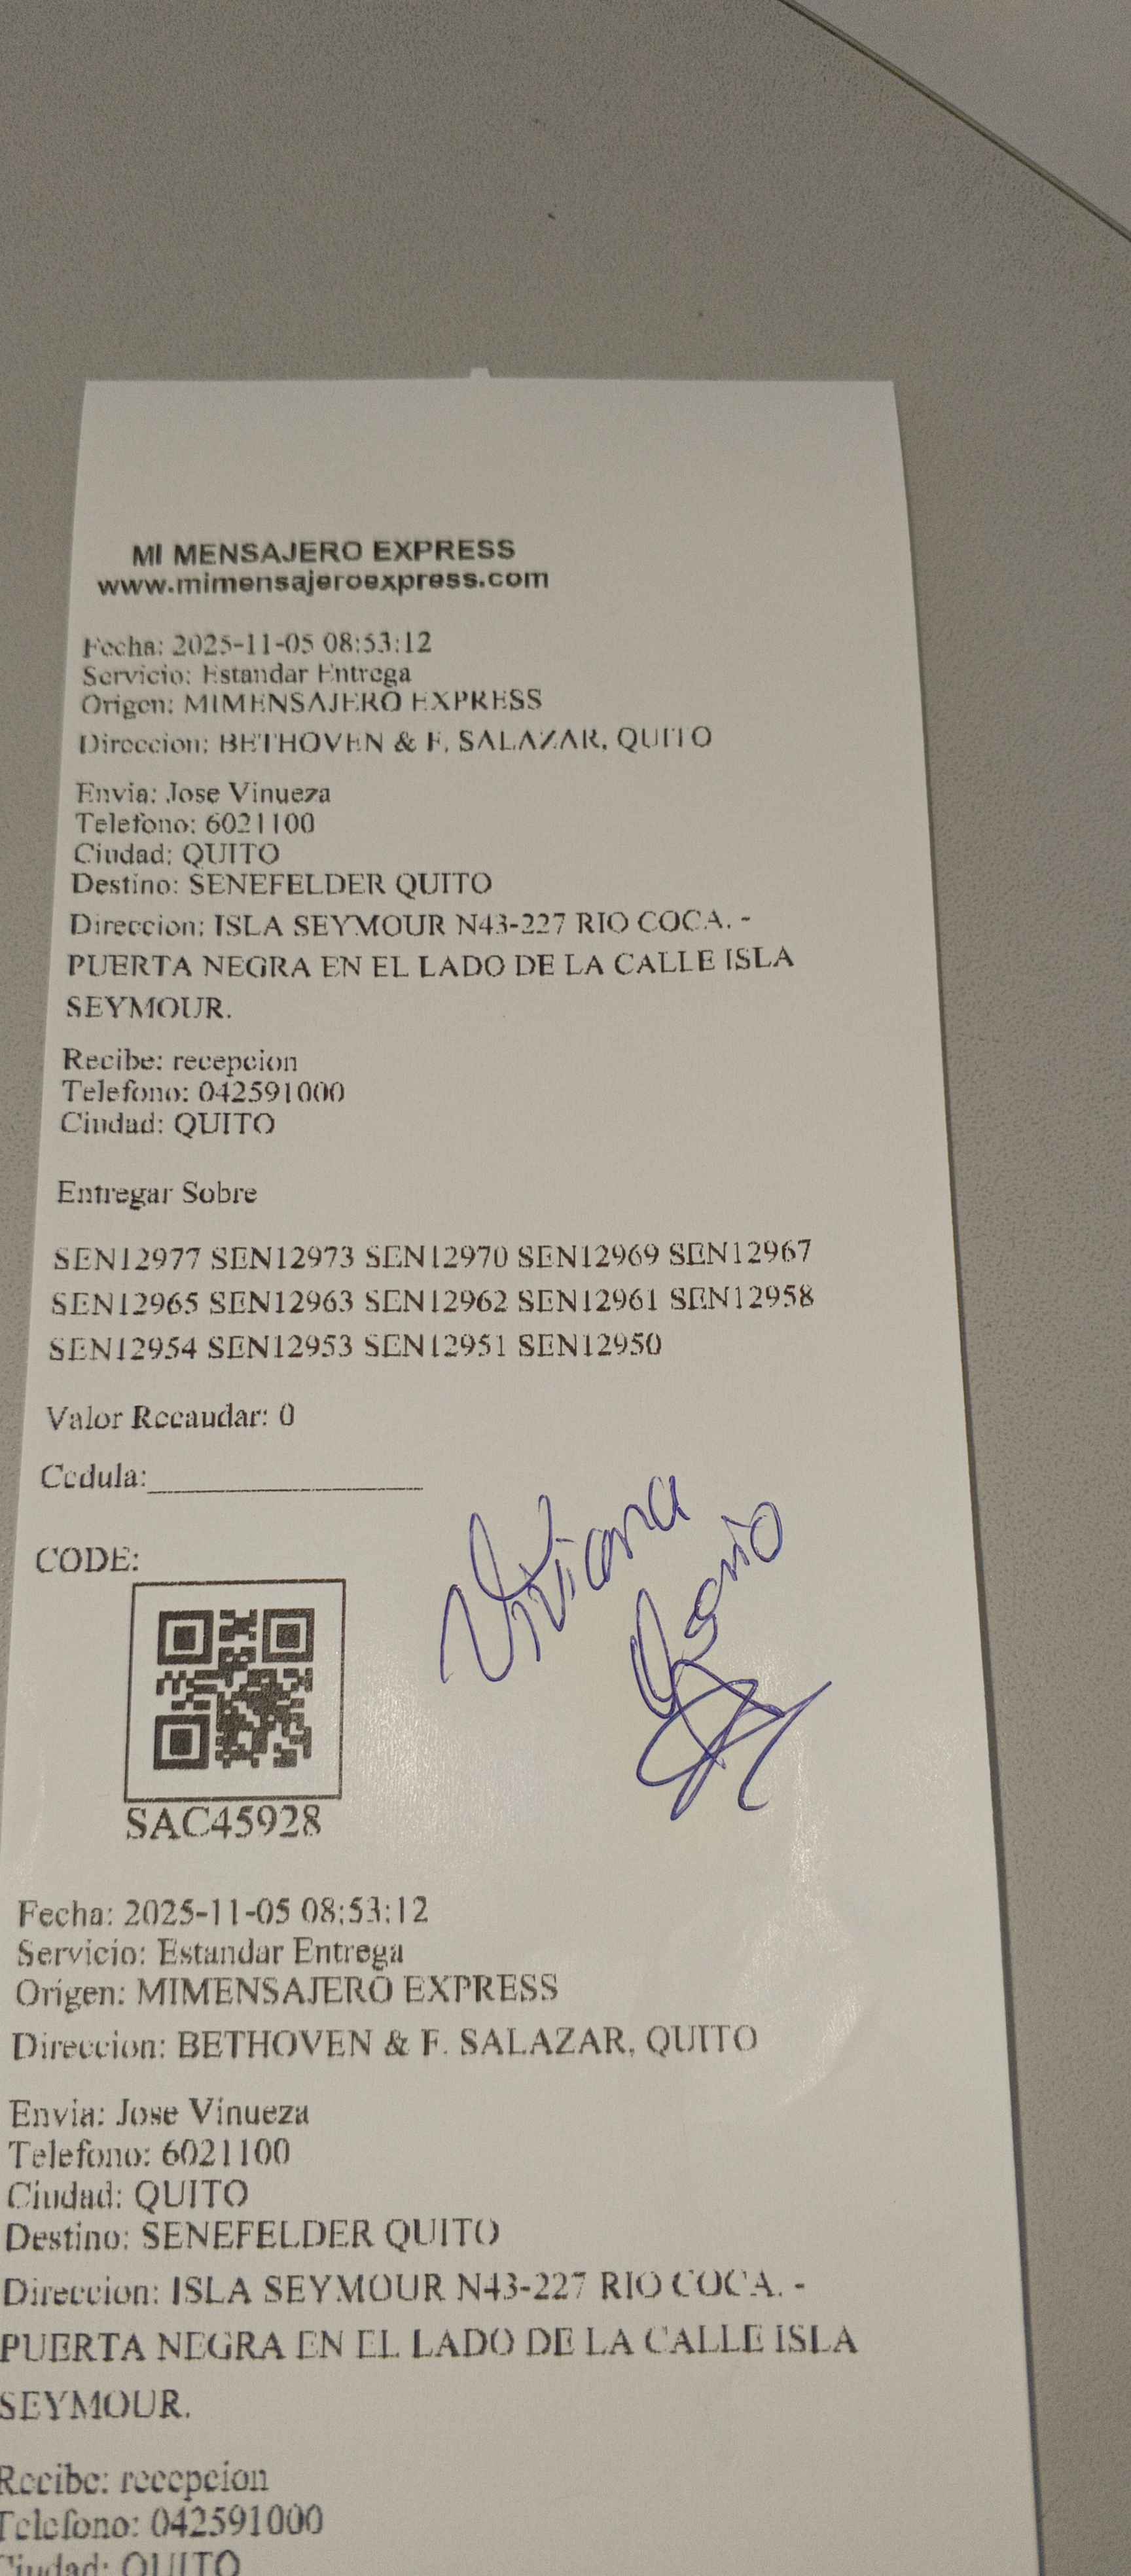 MI MENSAJERO EXPRESS
www.mimensajeroexpress.com
Fecha: 2025-11-05 08:53:12
Servicio: Estandar Entrega
Origen: MIMENSAJERO EXPRESS
Direccion: BETHOVEN & F. SALAZAR, QUITO
Envia: Jose Vinueza
Telefono: 6021100
Ciudad: QUITO
Destino: SENEFELDER QUITO
Direccion: ISLA SEYMOUR N43-227 RIO COCA. -
PUERTA NEGRA EN EL LADO DE LA CALLE ISLA
SEYMOUR.
Recibe: recepcion
Telefono: 042591000
Ciudad: QUITO
Entregar Sobre
SEN12977 SEN12973 SEN12970 SEN12969 SEN12967
SEN12965 SEN12963 SEN12962 SEN12961 SEN12958
SEN12954 SEN12953 SEN12951 SEN12950
Valor Recaudar: 0
Cedula:
Viviana
CODE:
SAC45928
Fecha: 2025-11-05 08:53:12
Servicio: Estandar Entrega
Origen: MIMENSAJERO EXPRESS
Direccion: BETHOVEN & F. SALAZAR, QUITO
Envia: Jose Vinueza
Telefono: 6021100
Ciudad: QUITO
Destino: SENEFELDER QUITO
Direccion: ISLA SEYMOUR N43-227 RIO COCA. -
PUERTA NEGRA EN EL LADO DE LA CALLE ISLA
SEYMOUR.
Recibe: recepcion
Telefono: 042591000
Ciudad: QUITO